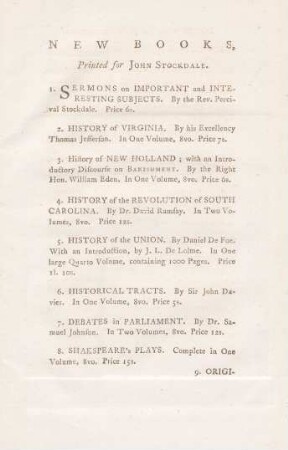 NEW BOOKS,
Printed for JOHN STOCKDALE.
1. SERMONS on IMPORTANT and INTE-
RESTING SUBJECTS. By the Rev. Perci-
val Stockdale. Price 6s.
2. HISTORY of VIRGINIA. By his Excellency
Thomas Jefferson. In One Volume, 8vo. Price 7s.
3. History of NEW HOLLAND; with an Intro-
ductory Discourse on BANISHMENT. By the Right
Hon. William Eden. In One Volume, 8vo. Price 6s.
4. HISTORY of the REVOLUTION of SOUTH
CAROLINA. By Dr. David Ramsay. In Two Vo-
lumes, 8vo. Price 12s.
5. HISTORY of the UNION. By Daniel De Foe.
With an Introduction, by J. L. De Lolme. In One
large Quarto Volume, containing 1000 Pages. Price
1l. 10s.
6. HISTORICAL TRACTS. By Sir John Da-
vies. In One Volume, 8vo. Price 5s.
7. DEBATES in PARLIAMENT. By Dr. Sa-
muel Johnson. In Two Volumes, 8vo. Price 12s.
8. SHAKSPEARE's PLAYS. Complete in One
Volume, 8vo. Price 15s.
9. ORIGI-